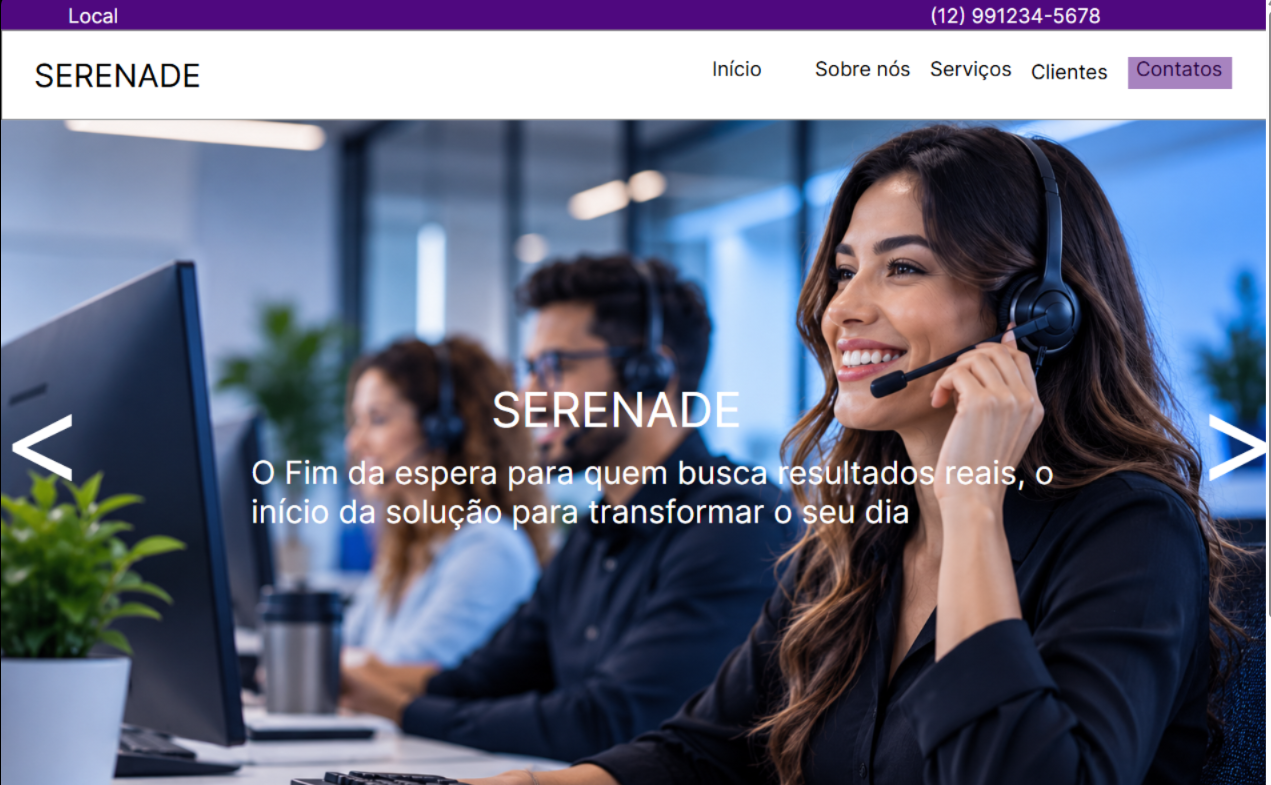 Local
(12) 991234-5678
SERENADE
Início
Sobre nós
Serviços
Clientes
Contatos
SERENADE
<
>
O Fim da espera para quem busca resultados reais, o
início da solução para transformar o seu dia